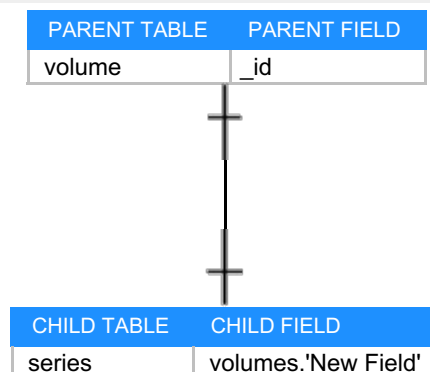 PARENT TABLE PARENT FIELD
volume _id
CHILD TABLE CHILD FIELD
series volumes.'New Field'